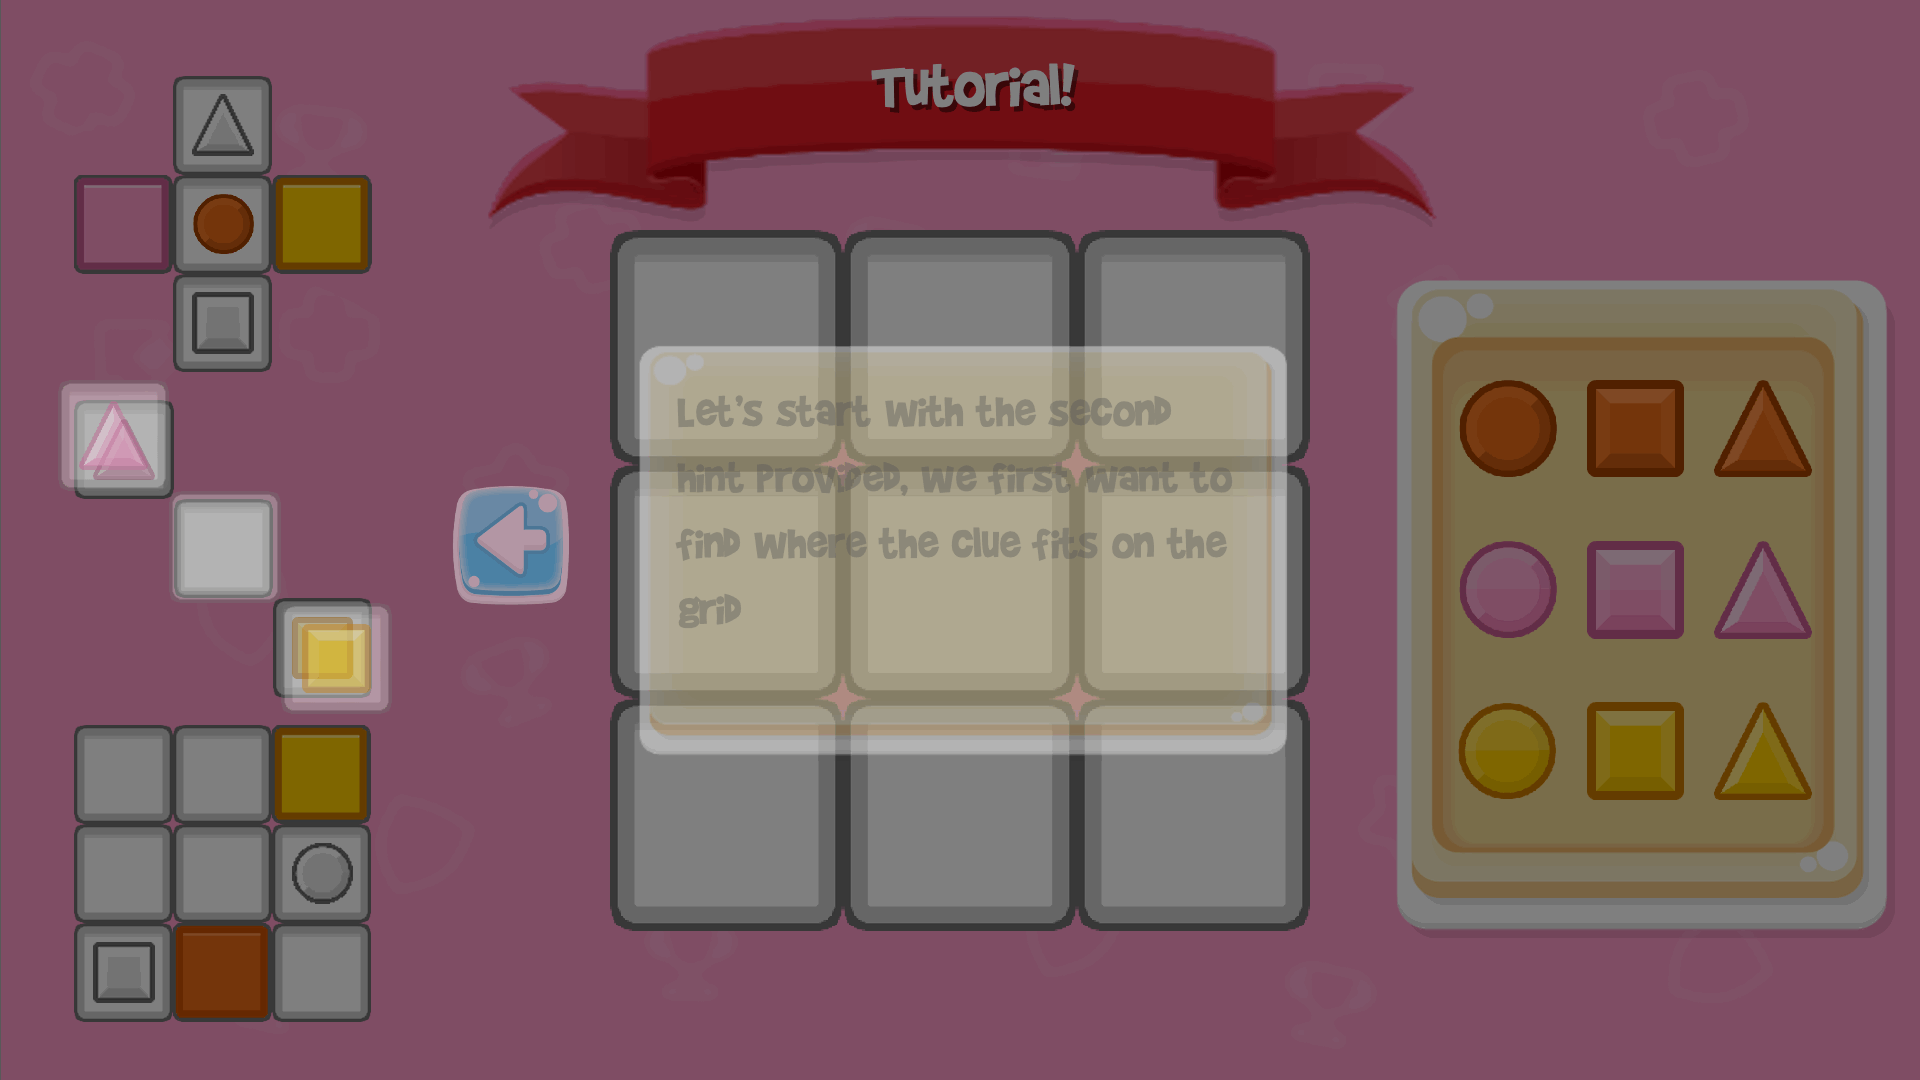 Tutorial!
Let's start with the second
hint provided, we first want to
find where the clue fits on the
grid